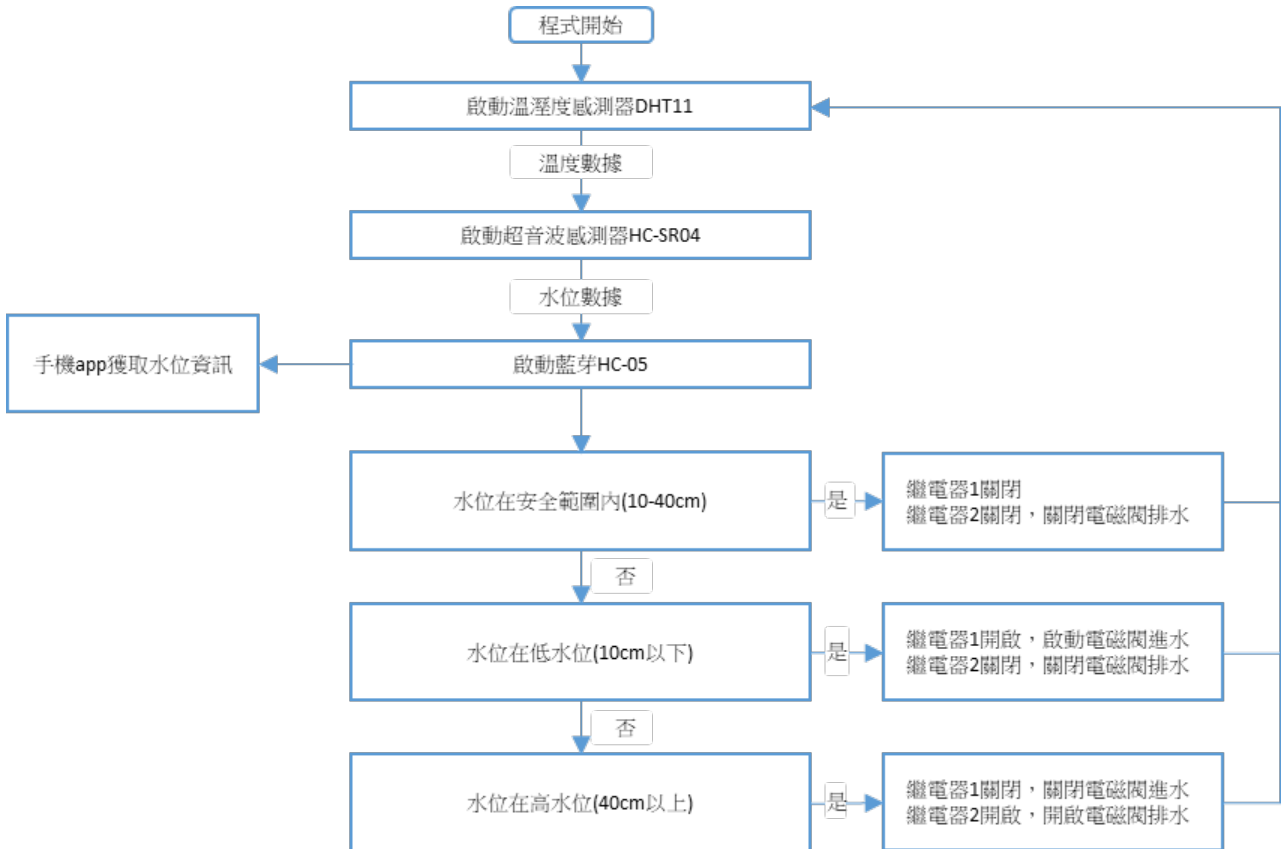 程式開始
啟動溫溼度感測器DHT11
溫度數據
啟動超音波感測器HC-SR04
水位數據
手機app獲取水位資訊
啟動藍芽HC-05
水位在安全範圍內(10-40cm)
是
繼電器1關閉
繼電器2關閉，關閉電磁閥排水
否
水位在低水位(10cm以下)
是
繼電器1開啟，啟動電磁閥進水
繼電器2關閉，關閉電磁閥排水
否
水位在高水位(40cm以上)
是
繼電器1關閉，關閉電磁閥進水
繼電器2開啟，開啟電磁閥排水